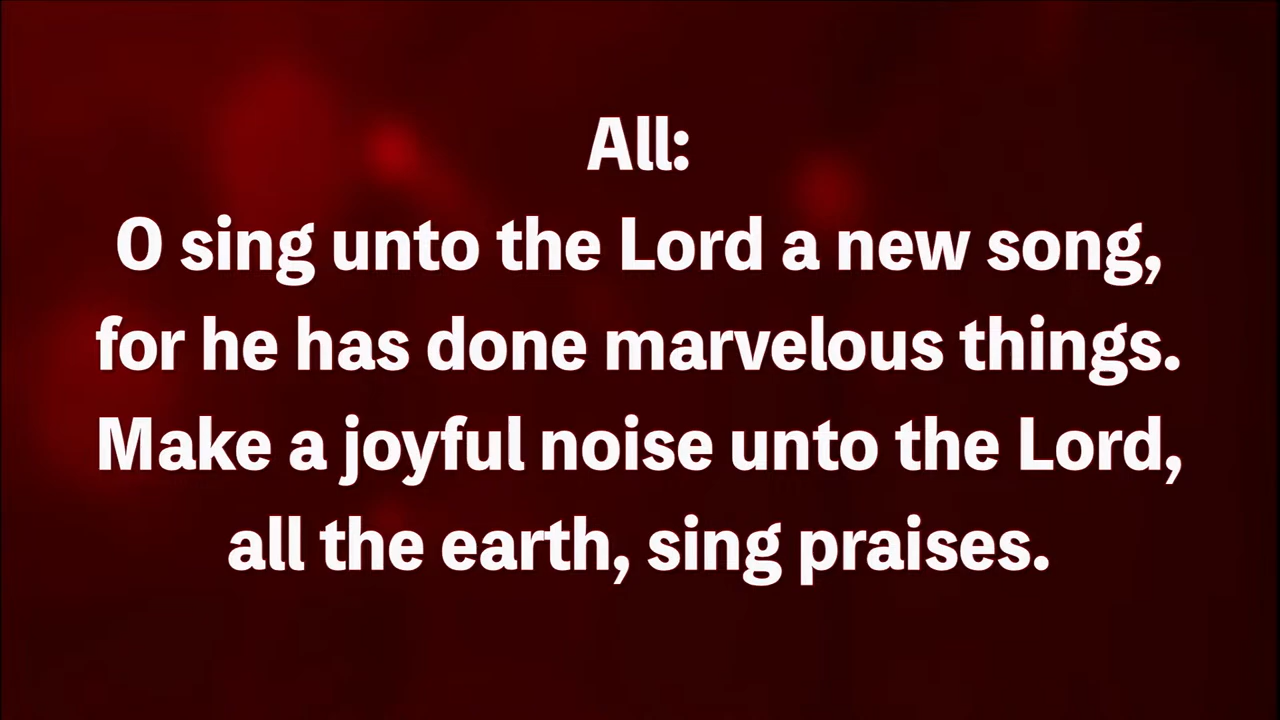 All:
O sing unto the Lord a new song,
for he has done marvelous things.
Make a joyful noise unto the Lord,
all the earth, sing praises.